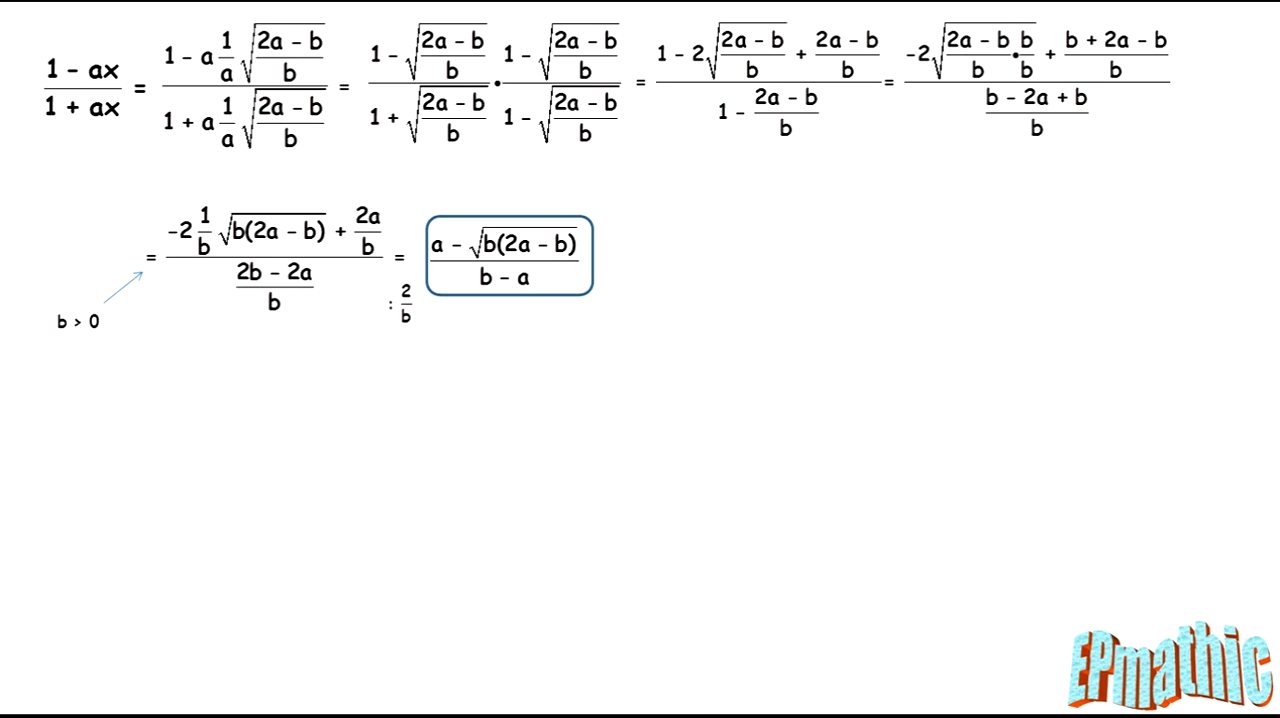 (1 - ax)/(1 + ax) = (1 - a 1/a √((2a - b)/b))/(1 + a 1/a √((2a - b)/b)) = (1 - √((2a - b)/b))/(1 + √((2a - b)/b)) • (1 - √((2a - b)/b))/(1 - √((2a - b)/b)) = (1 - 2√((2a - b)/b) + (2a - b)/b)/(1 - (2a - b)/b) = (-2√((2a - b)/b • b/b) + (b + 2a - b)/b)/((b - 2a + b)/b)
= (-2 1/b √(b(2a - b)) + 2a/b)/((2b - 2a)/b) = (a - √(b(2a - b)))/(b - a)
: 2/b
b > 0
EPmathic